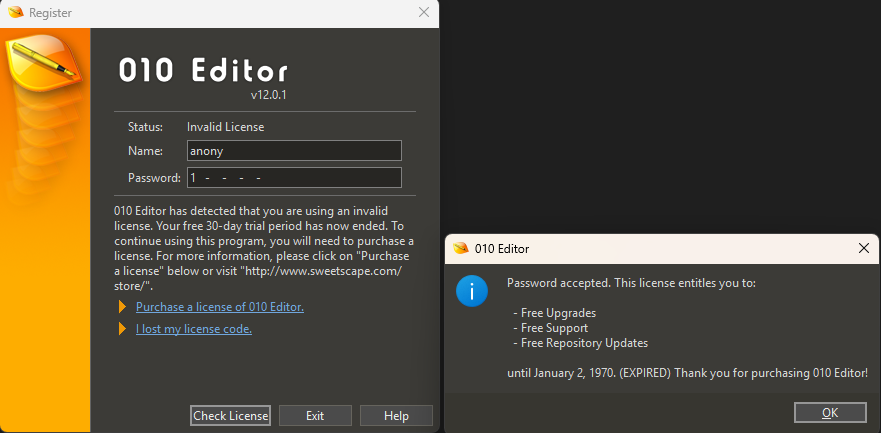 Register
010 Editor
v12.0.1
Status: Invalid License
Name: anony
Password: 1 - - - -
010 Editor has detected that you are using an invalid
license. Your free 30-day trial period has now ended. To
continue using this program, you will need to purchase a
license. For more information, please click on "Purchase
a license" below or visit "http://www.sweetscape.com/
store/".
Purchase a license of 010 Editor.
I lost my license code.
Check License Exit Help
010 Editor
Password accepted. This license entitles you to:
- Free Upgrades
- Free Support
- Free Repository Updates
until January 2, 1970. (EXPIRED) Thank you for purchasing 010 Editor!
OK